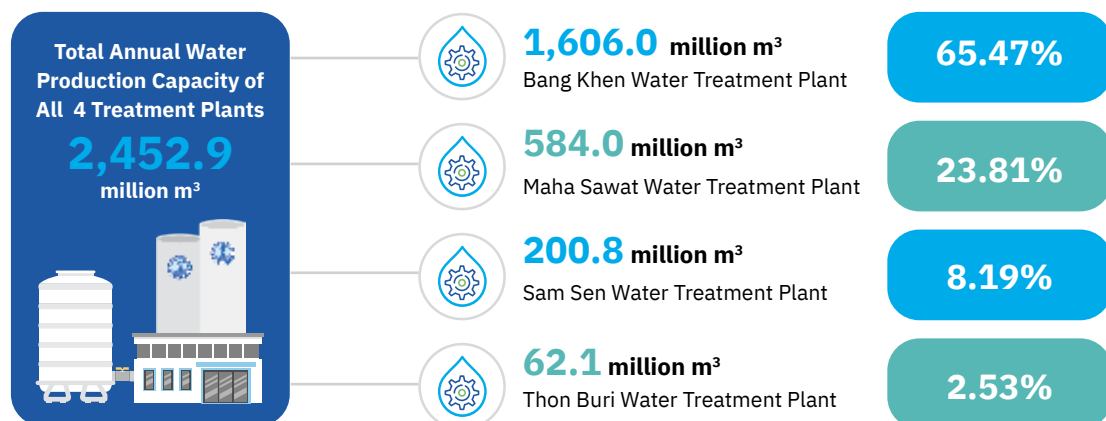 Total Annual Water
Production Capacity of
All 4 Treatment Plants
2,452.9
million m³
1,606.0 million m³
Bang Khen Water Treatment Plant
65.47%
584.0 million m³
Maha Sawat Water Treatment Plant
23.81%
200.8 million m³
Sam Sen Water Treatment Plant
8.19%
62.1 million m³
Thon Buri Water Treatment Plant
2.53%